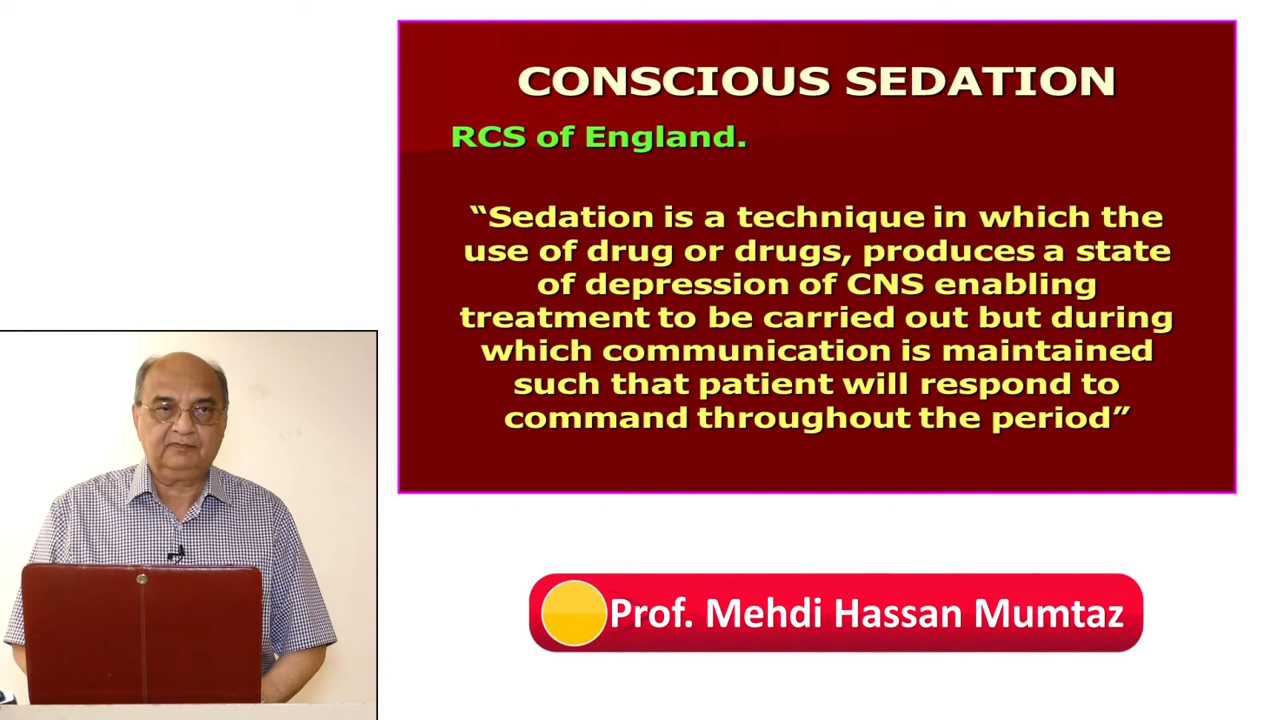 CONSCIOUS SEDATION
RCS of England.
“Sedation is a technique in which the
use of drug or drugs, produces a state
of depression of CNS enabling
treatment to be carried out but during
which communication is maintained
such that patient will respond to
command throughout the period”
Prof. Mehdi Hassan Mumtaz